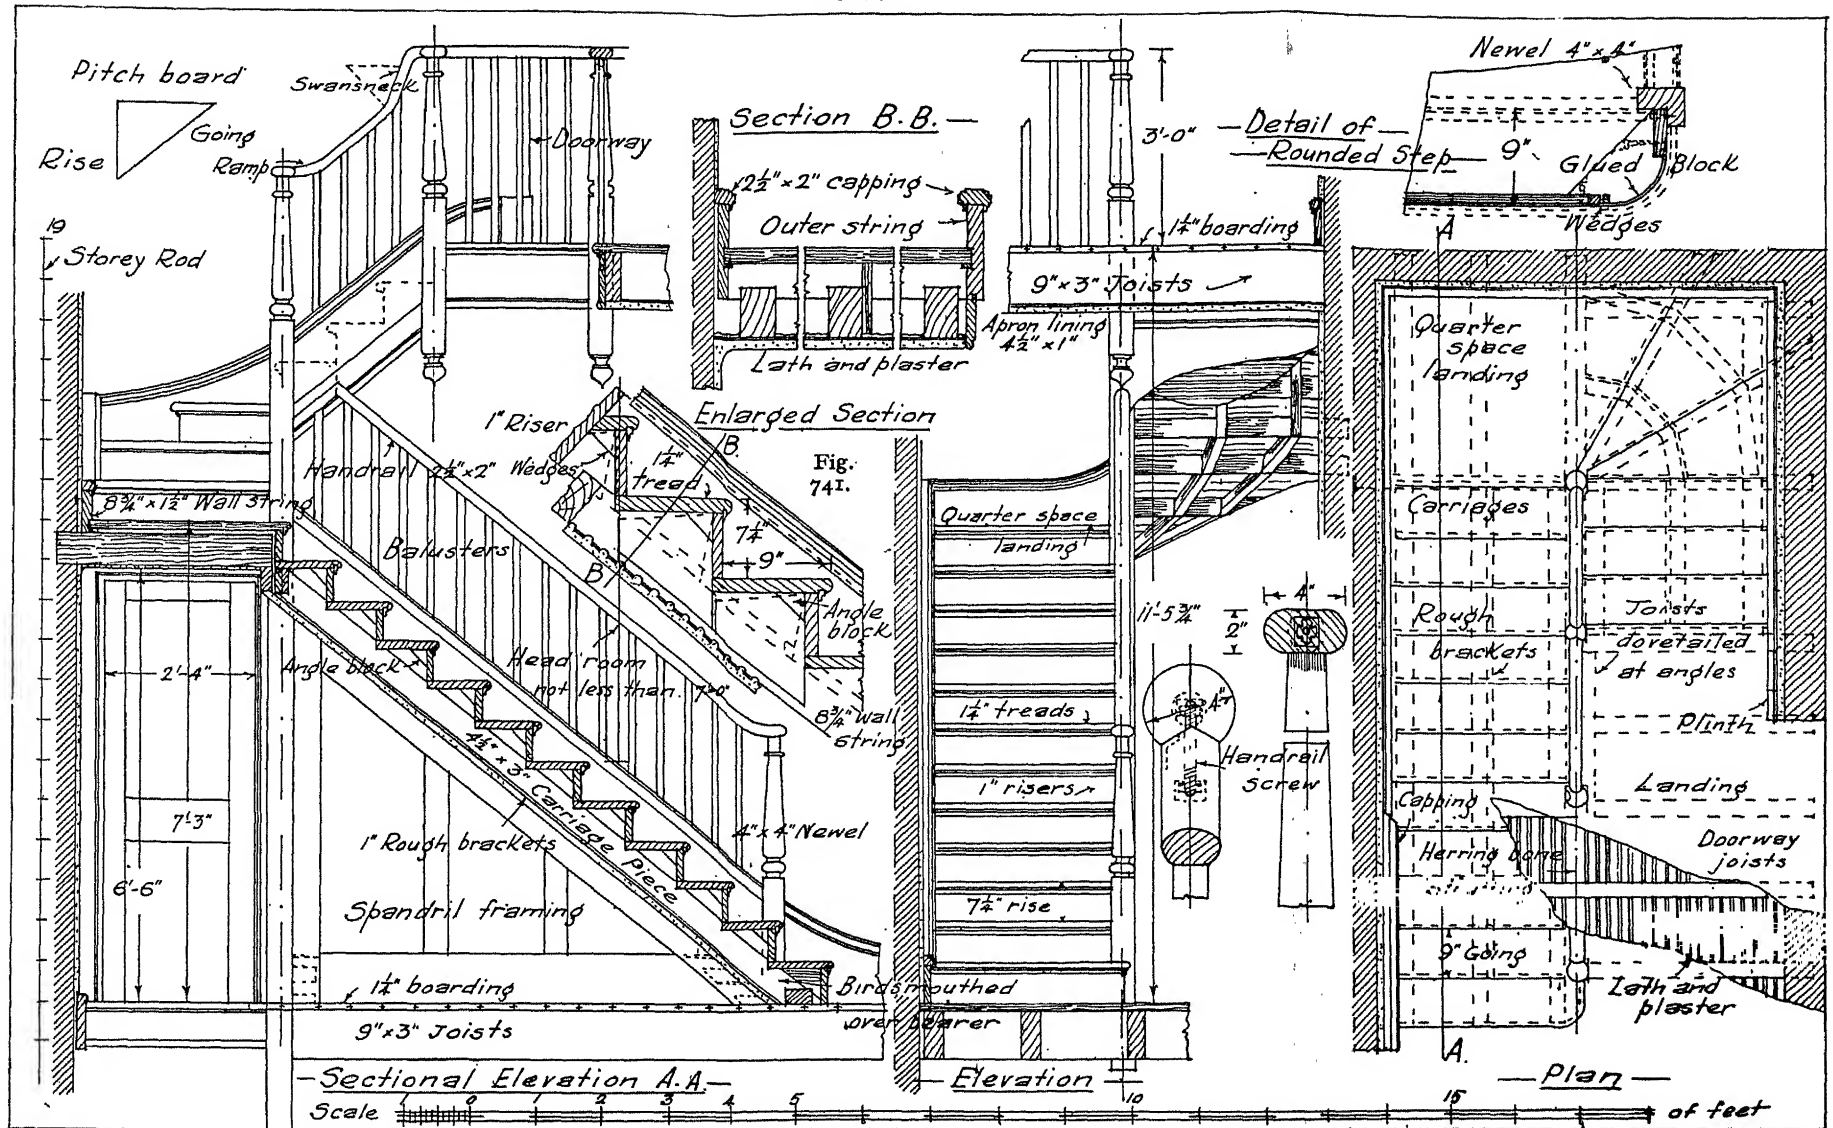 Pitch board
Going
Rise
Swansneck
Ramp
Doorway
19
Storey Rod
Section B.B.
2½" × 2" capping
Outer string
Apron lining
4½" × 1"
Lath and plaster
3'-0"
1¼" boarding
9" × 3" Joists
Newel 4" × 4"
Detail of
Rounded Step
9"
Glued Block
Wedges
Enlarged Section
1" Riser
Wedges
1¼"
tread
B.
Fig.
741.
7¼"
9"
B
Angle
block
8¾" Wall
string
Handrail 2½" × 2"
8¾" × 1½" Wall string
Balusters
Angle block
Head room
not less than 7'-0"
2'-4"
7'3"
6'-6"
4½" × 3" Carriage piece
1" Rough brackets
4" × 4" Newel
Spandril framing
1¼" boarding
9" × 3" Joists
Birdsmouthed
over bearer
Sectional Elevation A.A.
Quarter space
landing
11'-5¾"
1¼" treads
1" risers
7¼" rise
Elevation
4"
2"
4"
Handrail
screw
A
Quarter
space
landing
Carriages
Rough
brackets
Joists
dovetailed
at angles
Plinth
Landing
Capping
Herring bone
Doorway
joists
9" Going
Lath and
plaster
A.
Plan
Scale 1 0 1 2 3 4 5 10 15 of feet